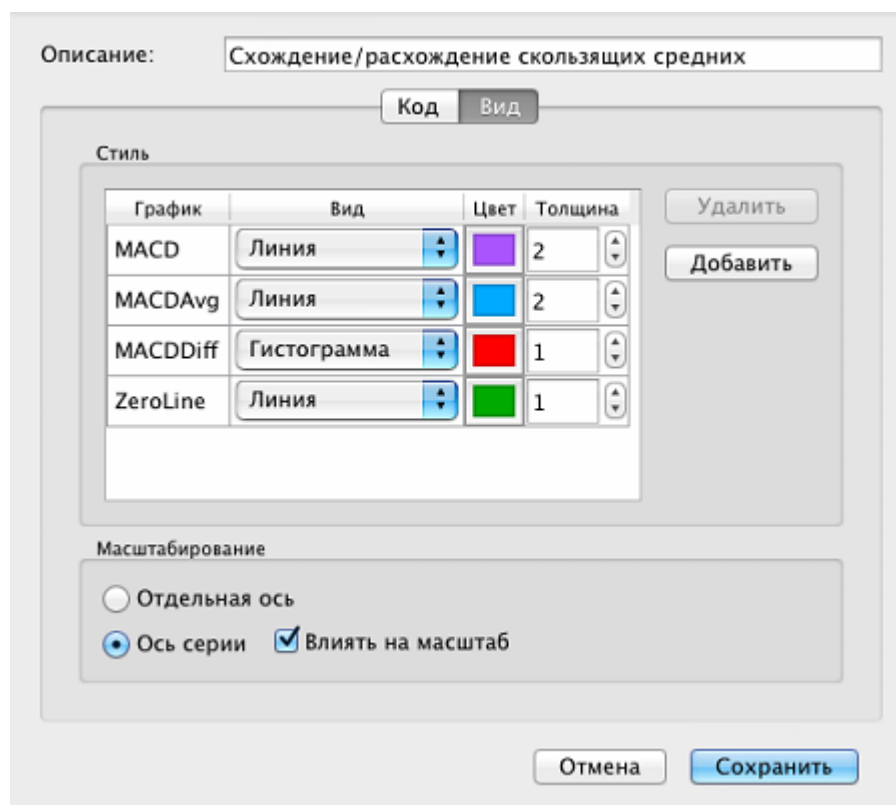 Описание: Схождение/расхождение скользящих средних
Код Вид
Стиль
График Вид Цвет Толщина
MACD Линия 2
MACDAvg Линия 2
MACDDiff Гистограмма 1
ZeroLine Линия 1
Удалить
Добавить
Масштабирование
Отдельная ось
Ось серии Влиять на масштаб
Отмена Сохранить